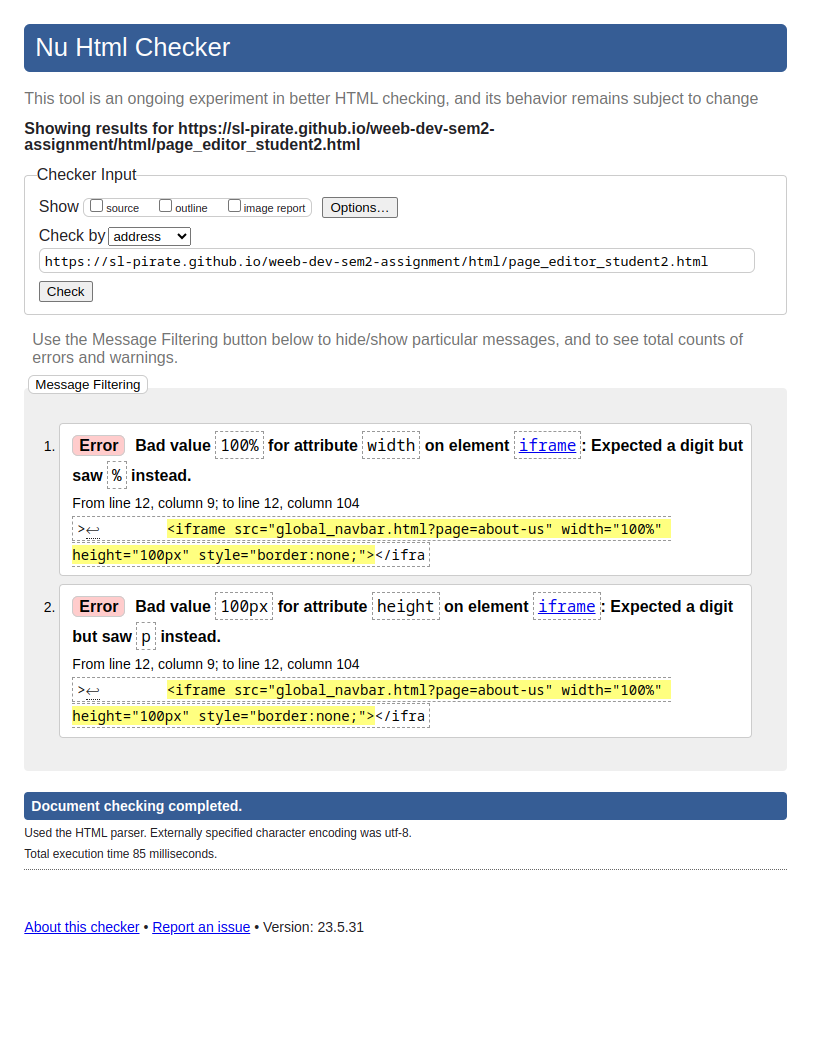 Nu Html Checker
This tool is an ongoing experiment in better HTML checking, and its behavior remains subject to change
Showing results for https://sl-pirate.github.io/weeb-dev-sem2-
assignment/html/page_editor_student2.html
Checker Input
Show source outline image report Options...
Check by address
https://sl-pirate.github.io/weeb-dev-sem2-assignment/html/page_editor_student2.html
Check
Use the Message Filtering button below to hide/show particular messages, and to see total counts of
errors and warnings.
Message Filtering
1. Error Bad value 100% for attribute width on element iframe: Expected a digit but
saw % instead.
From line 12, column 9; to line 12, column 104
>↩ <iframe src="global_navbar.html?page=about-us" width="100%"
height="100px" style="border:none;"></ifra
2. Error Bad value 100px for attribute height on element iframe: Expected a digit
but saw p instead.
From line 12, column 9; to line 12, column 104
>↩ <iframe src="global_navbar.html?page=about-us" width="100%"
height="100px" style="border:none;"></ifra
Document checking completed.
Used the HTML parser. Externally specified character encoding was utf-8.
Total execution time 85 milliseconds.
About this checker • Report an issue • Version: 23.5.31